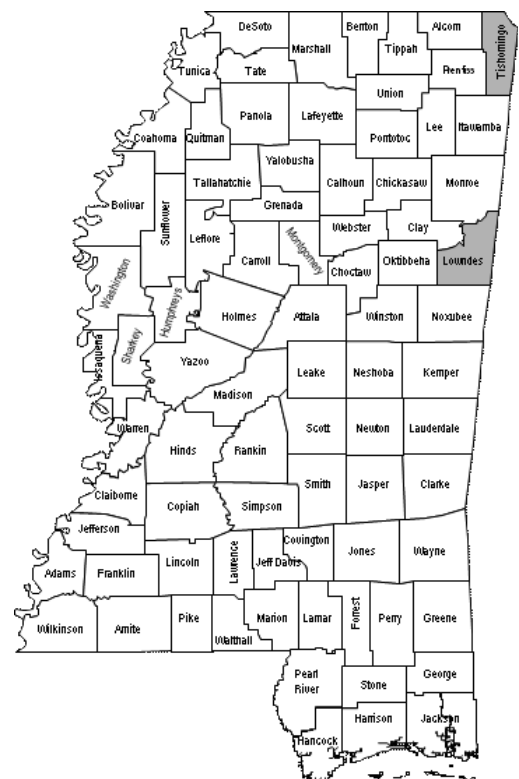 DeSoto
Benton
Alcorn
Marshall
Tippah
Tishomingo
Tunica
Tate
Prentiss
Union
Panola
Lafeyette
Lee
Itawamba
Coahoma
Quitman
Pontotoc
Yalobusha
Tallahatchie
Calhoun
Chickasaw
Monroe
Bolivar
Sunflower
Grenada
Leflore
Webster
Clay
Montgomery
Carroll
Choctaw
Oktibbeha
Lowndes
Washington
Humphreys
Holmes
Attala
Winston
Noxubee
Issaquena
Sharkey
Yazoo
Leake
Neshoba
Kemper
Madison
Warren
Scott
Newton
Lauderdale
Hinds
Rankin
Smith
Jasper
Clarke
Claiborne
Copiah
Simpson
Jefferson
Covington
Lincoln
Lawrence
Jeff Davis
Jones
Wayne
Adams
Franklin
Wilkinson
Amite
Pike
Walthall
Marion
Lamar
Forrest
Perry
Greene
Pearl
River
Stone
George
Harrison
Jackson
Hancock